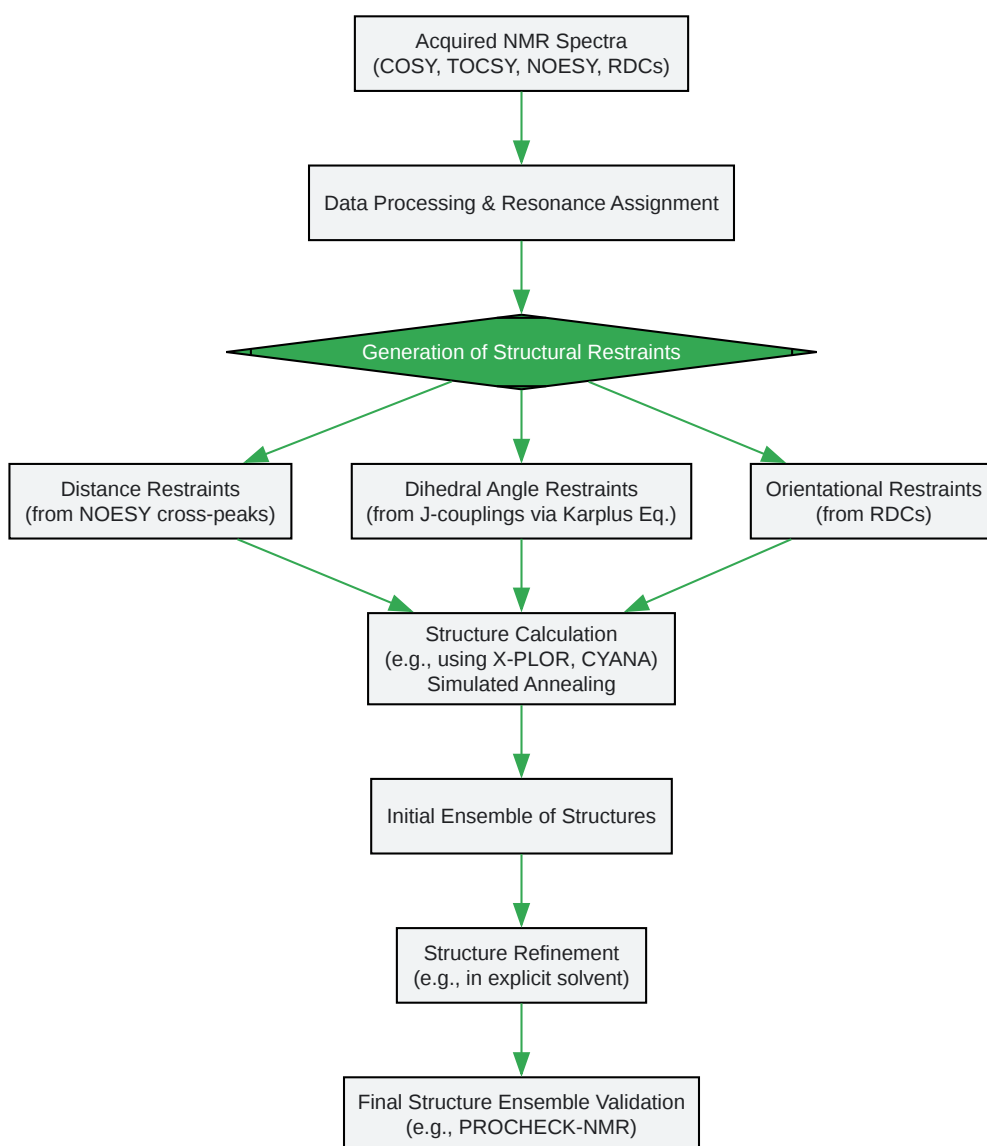 Acquired NMR Spectra
(COSY, TOCSY, NOESY, RDCs)
Data Processing & Resonance Assignment
Generation of Structural Restraints
Distance Restraints
(from NOESY cross-peaks)
Dihedral Angle Restraints
(from J-couplings via Karplus Eq.)
Orientational Restraints
(from RDCs)
Structure Calculation
(e.g., using X-PLOR, CYANA)
Simulated Annealing
Initial Ensemble of Structures
Structure Refinement
(e.g., in explicit solvent)
Final Structure Ensemble Validation
(e.g., PROCHECK-NMR)